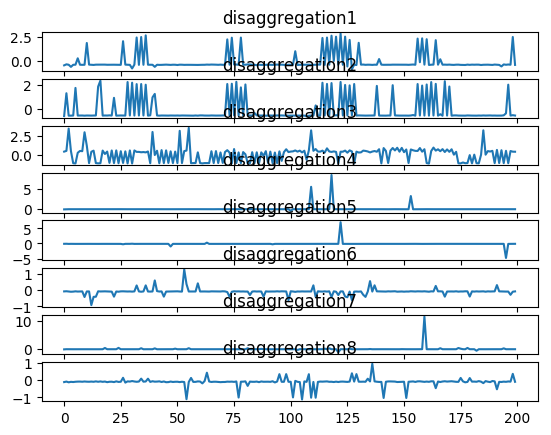 disaggregation1
2.5
0.0
disaggregation2
2
0
disaggregation3
2.5
0.0
disaggregation4
5
0
disaggregation5
5
0
−5
disaggregation6
1
0
−1
disaggregation7
10
0
disaggregation8
1
0
−1
0 25 50 75 100 125 150 175 200